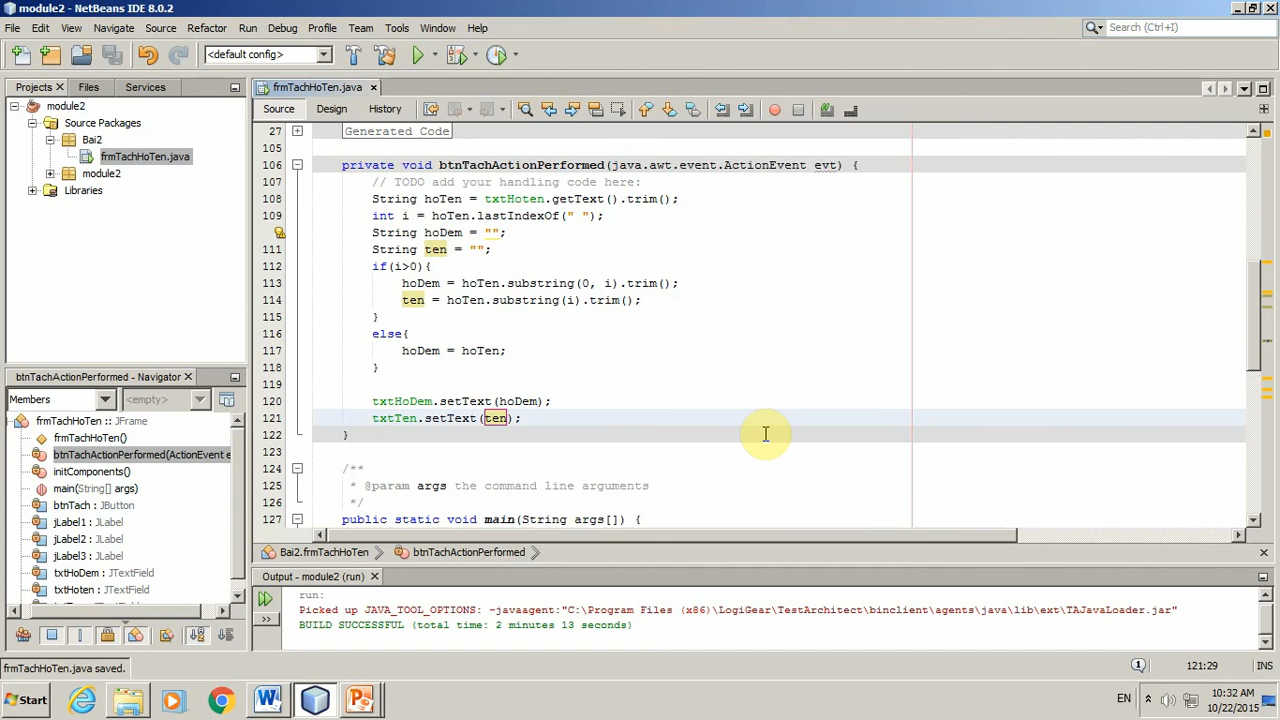 module2 - NetBeans IDE 8.0.2
File Edit View Navigate Source Refactor Run Debug Profile Team Tools Window Help
Search (Ctrl+I)
<default config>
Projects Files Services
frmTachHoTen.java
module2
Source Packages
Bai2
frmTachHoTen.java
module2
Libraries
Source Design History
27 Generated Code
105
106 private void btnTachActionPerformed(java.awt.event.ActionEvent evt) {
107 // TODO add your handling code here:
108 String hoTen = txtHoten.getText().trim();
109 int i = hoTen.lastIndexOf(" ");
String hoDem = "";
111 String ten = "";
112 if(i>0){
113 hoDem = hoTen.substring(0, i).trim();
114 ten = hoTen.substring(i).trim();
115 }
116 else{
117 hoDem = hoTen;
118 }
119
120 txtHoDem.setText(hoDem);
121 txtTen.setText(ten);
122 }
123
124 /**
125 * @param args the command line arguments
126 */
127 public static void main(String args[]) {
btnTachActionPerformed - Navigator
Members <empty>
frmTachHoTen :: JFrame
frmTachHoTen()
btnTachActionPerformed(ActionEvent e
initComponents()
main(String[] args)
btnTach : JButton
jLabel1 : JLabel
jLabel2 : JLabel
jLabel3 : JLabel
txtHoDem : JTextField
txtHoten : JTextField
Bai2.frmTachHoTen btnTachActionPerformed
Output - module2 (run)
run:
Picked up JAVA_TOOL_OPTIONS: -javaagent:"C:\Program Files (x86)\LogiGear\TestArchitect\binclient\agents\java\lib\ext\TAJavaLoader.jar"
BUILD SUCCESSFUL (total time: 2 minutes 13 seconds)
frmTachHoTen.java saved.
1 121:29 INS
Start
EN
10:32 AM
10/22/2015